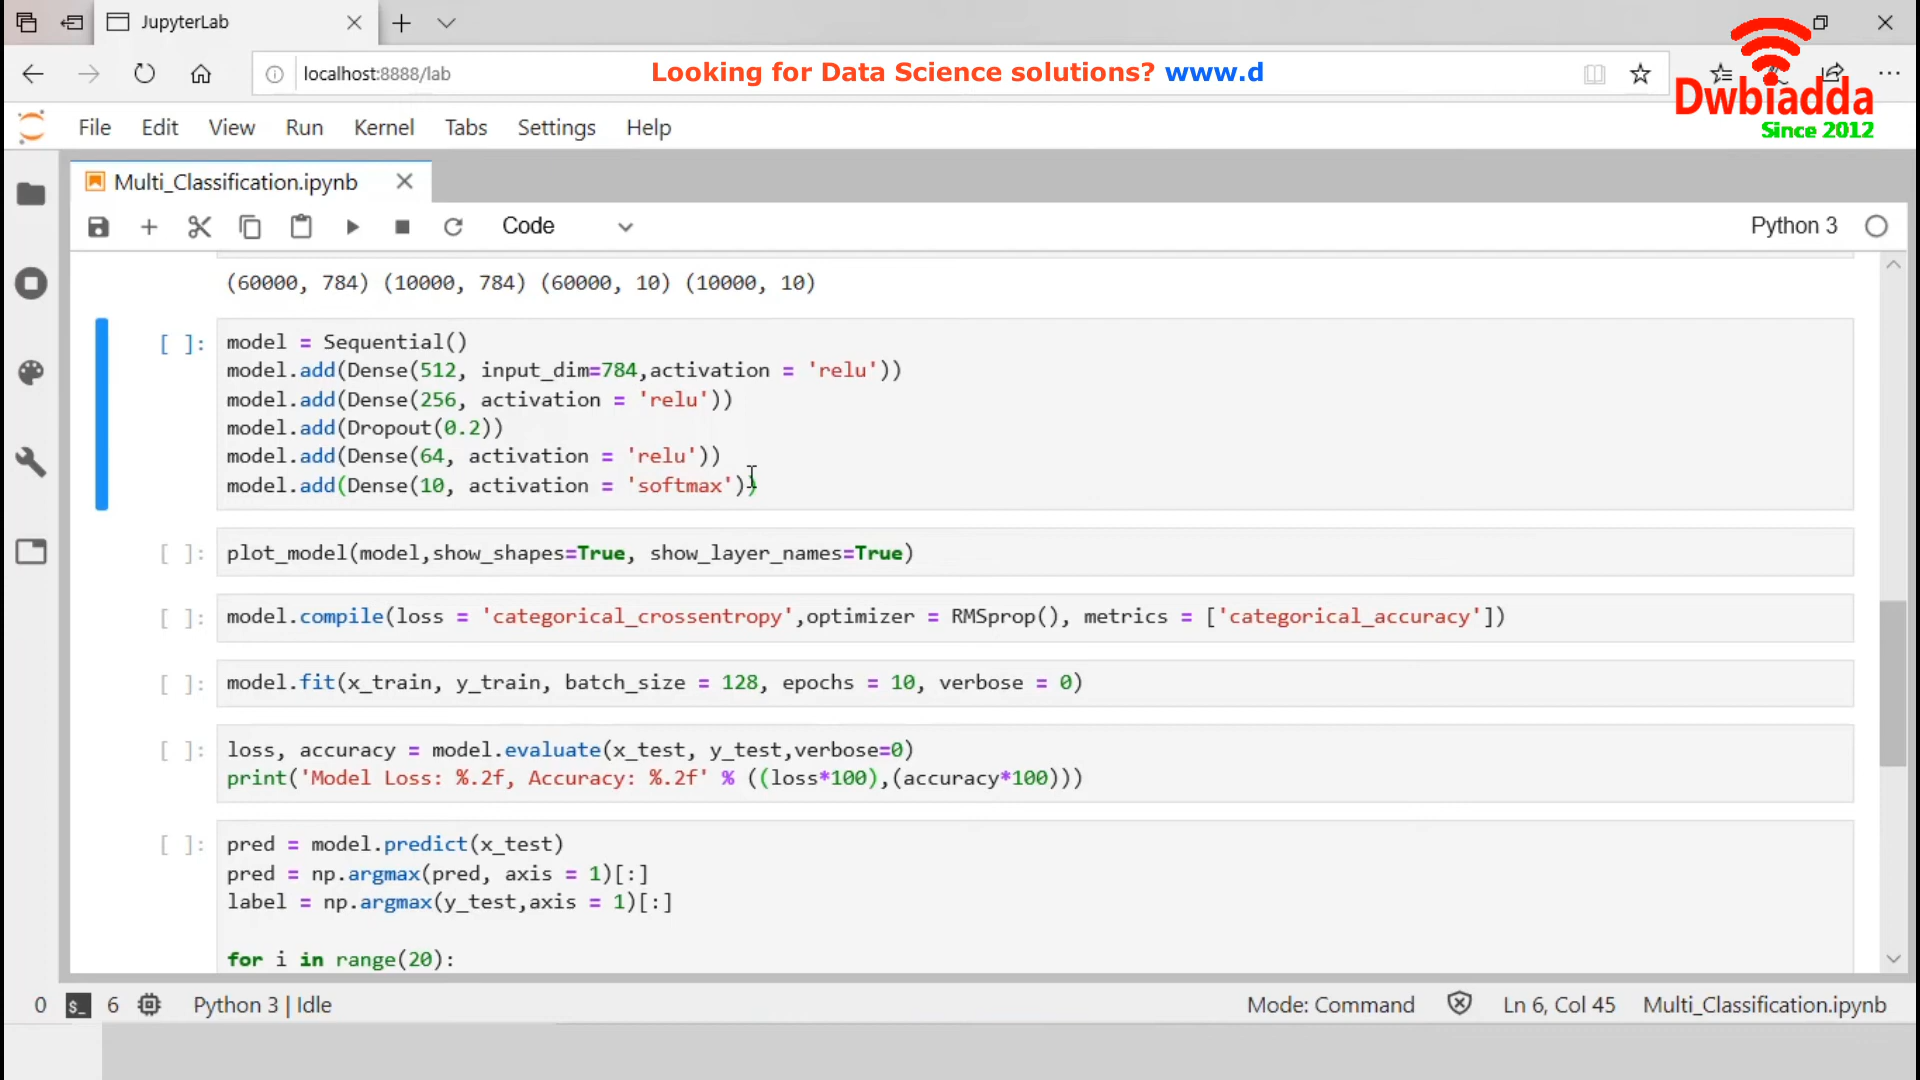 JupyterLab
localhost:8888/lab
Looking for Data Science solutions? www.d
Dwbiadda
Since 2012
File Edit View Run Kernel Tabs Settings Help
Multi_Classification.ipynb
Code
Python 3
(60000, 784) (10000, 784) (60000, 10) (10000, 10)
[ ]: model = Sequential()
model.add(Dense(512, input_dim=784,activation = 'relu'))
model.add(Dense(256, activation = 'relu'))
model.add(Dropout(0.2))
model.add(Dense(64, activation = 'relu'))
model.add(Dense(10, activation = 'softmax'))
[ ]: plot_model(model,show_shapes=True, show_layer_names=True)
[ ]: model.compile(loss = 'categorical_crossentropy',optimizer = RMSprop(), metrics = ['categorical_accuracy'])
[ ]: model.fit(x_train, y_train, batch_size = 128, epochs = 10, verbose = 0)
[ ]: loss, accuracy = model.evaluate(x_test, y_test,verbose=0)
print('Model Loss: %.2f, Accuracy: %.2f' % ((loss*100),(accuracy*100)))
[ ]: pred = model.predict(x_test)
pred = np.argmax(pred, axis = 1)[:]
label = np.argmax(y_test,axis = 1)[:]
for i in range(20):
0 $_ 6 Python 3 | Idle Mode: Command Ln 6, Col 45 Multi_Classification.ipynb